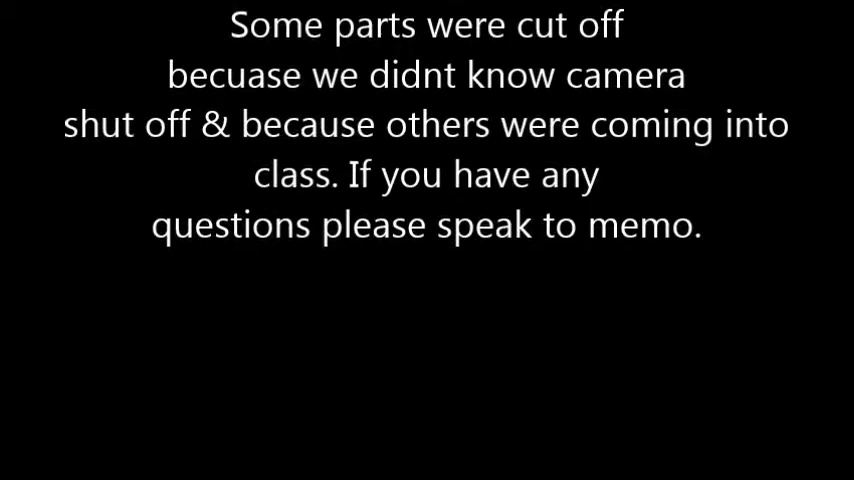 Some parts were cut off
becuase we didnt know camera
shut off & because others were coming into
class. If you have any
questions please speak to memo.